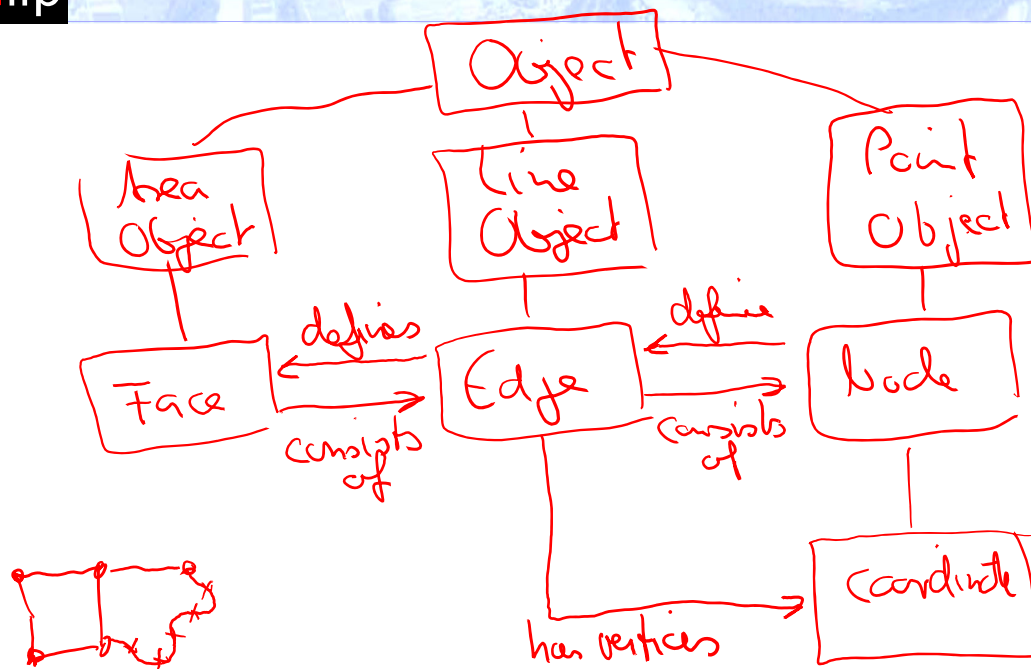 Object
Area
Object
Line
Object
Point
Object
defines
define
Face
Edge
Node
consists
of
consists
of
Coordinate
has vertices